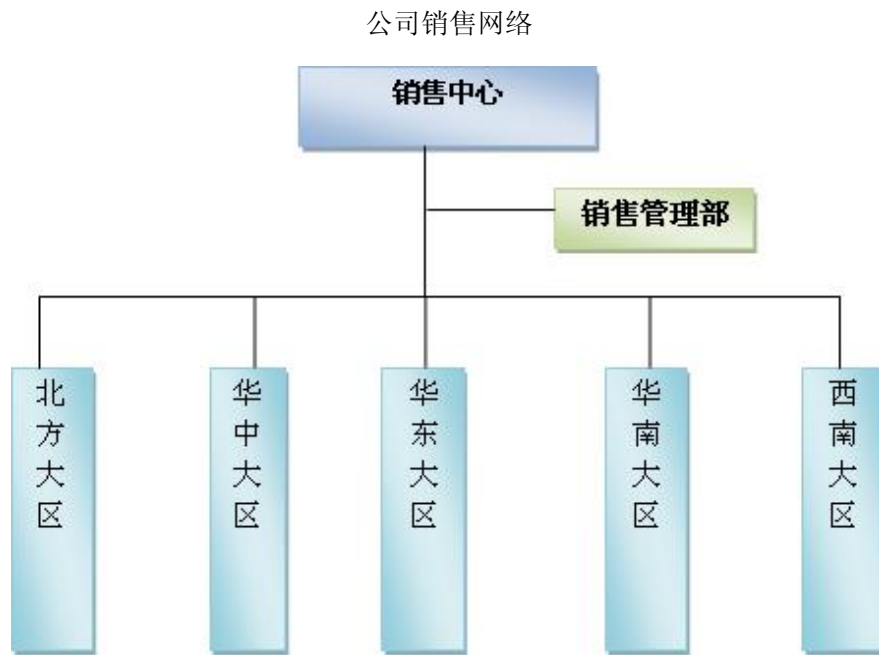 公司销售网络
销售中心
销售管理部
北方大区
华中大区
华东大区
华南大区
西南大区